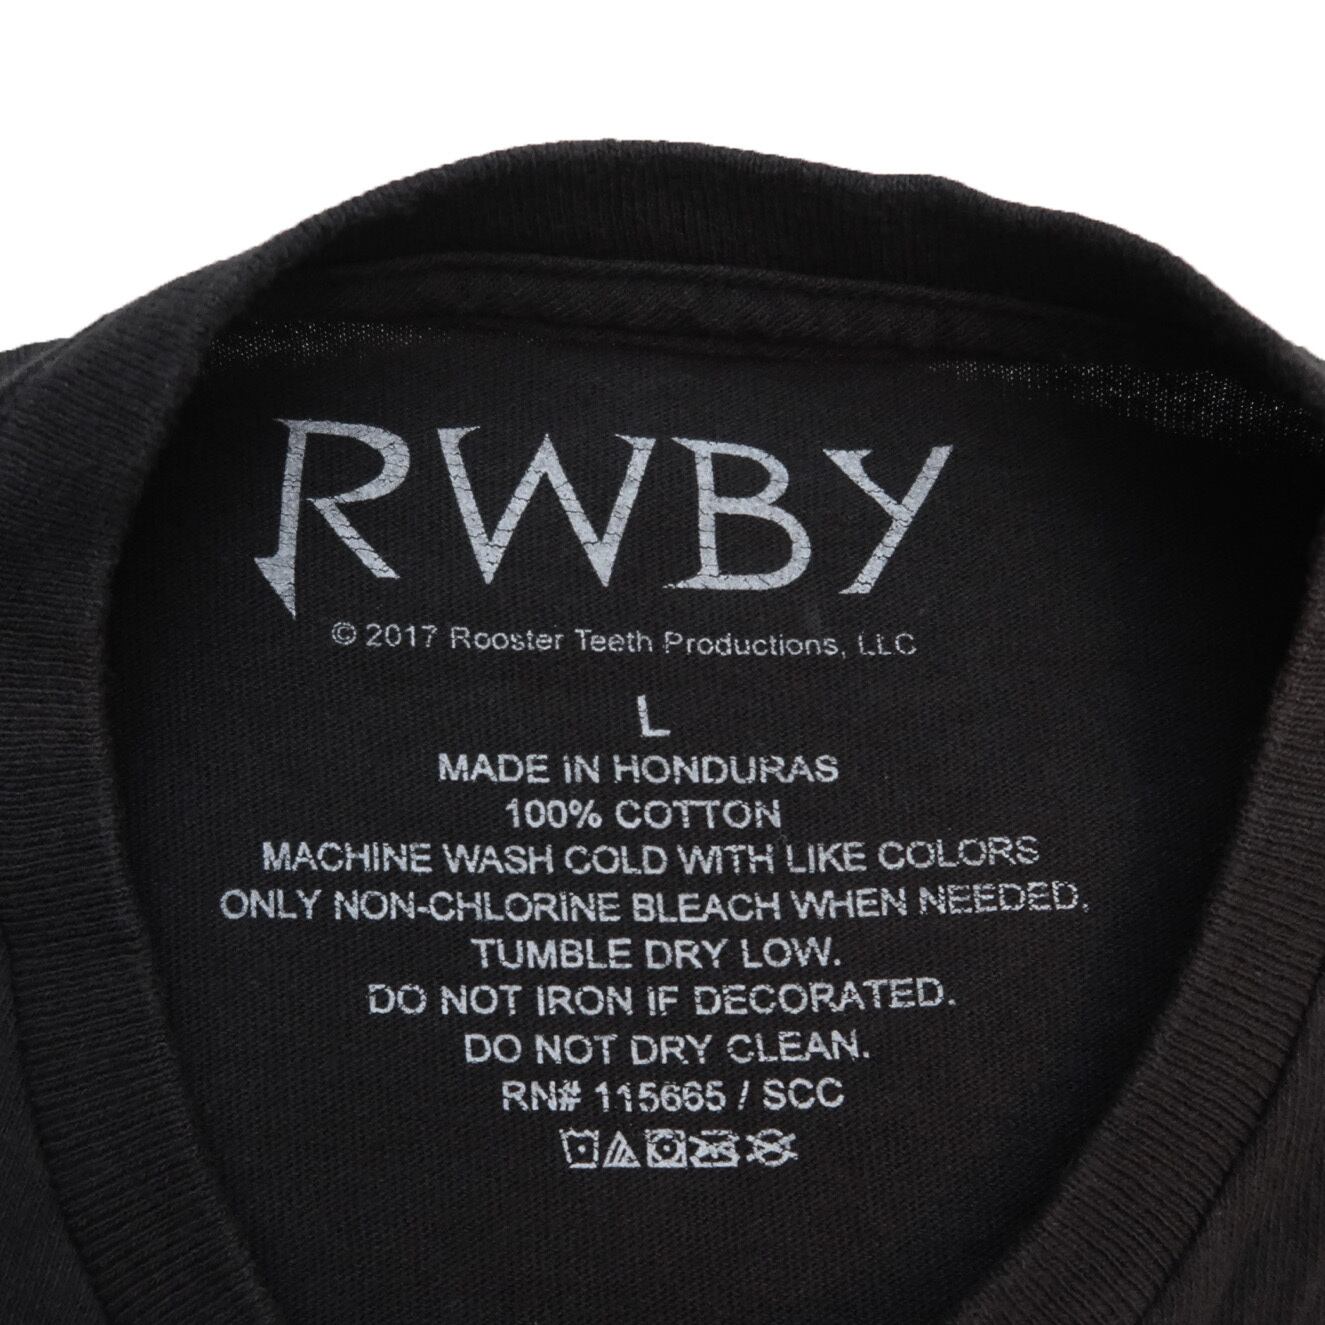 RWBY
© 2017 Rooster Teeth Productions, LLC
L
MADE IN HONDURAS
100% COTTON
MACHINE WASH COLD WITH LIKE COLORS
ONLY NON-CHLORINE BLEACH WHEN NEEDED.
TUMBLE DRY LOW.
DO NOT IRON IF DECORATED.
DO NOT DRY CLEAN.
RN# 115665 / SCC